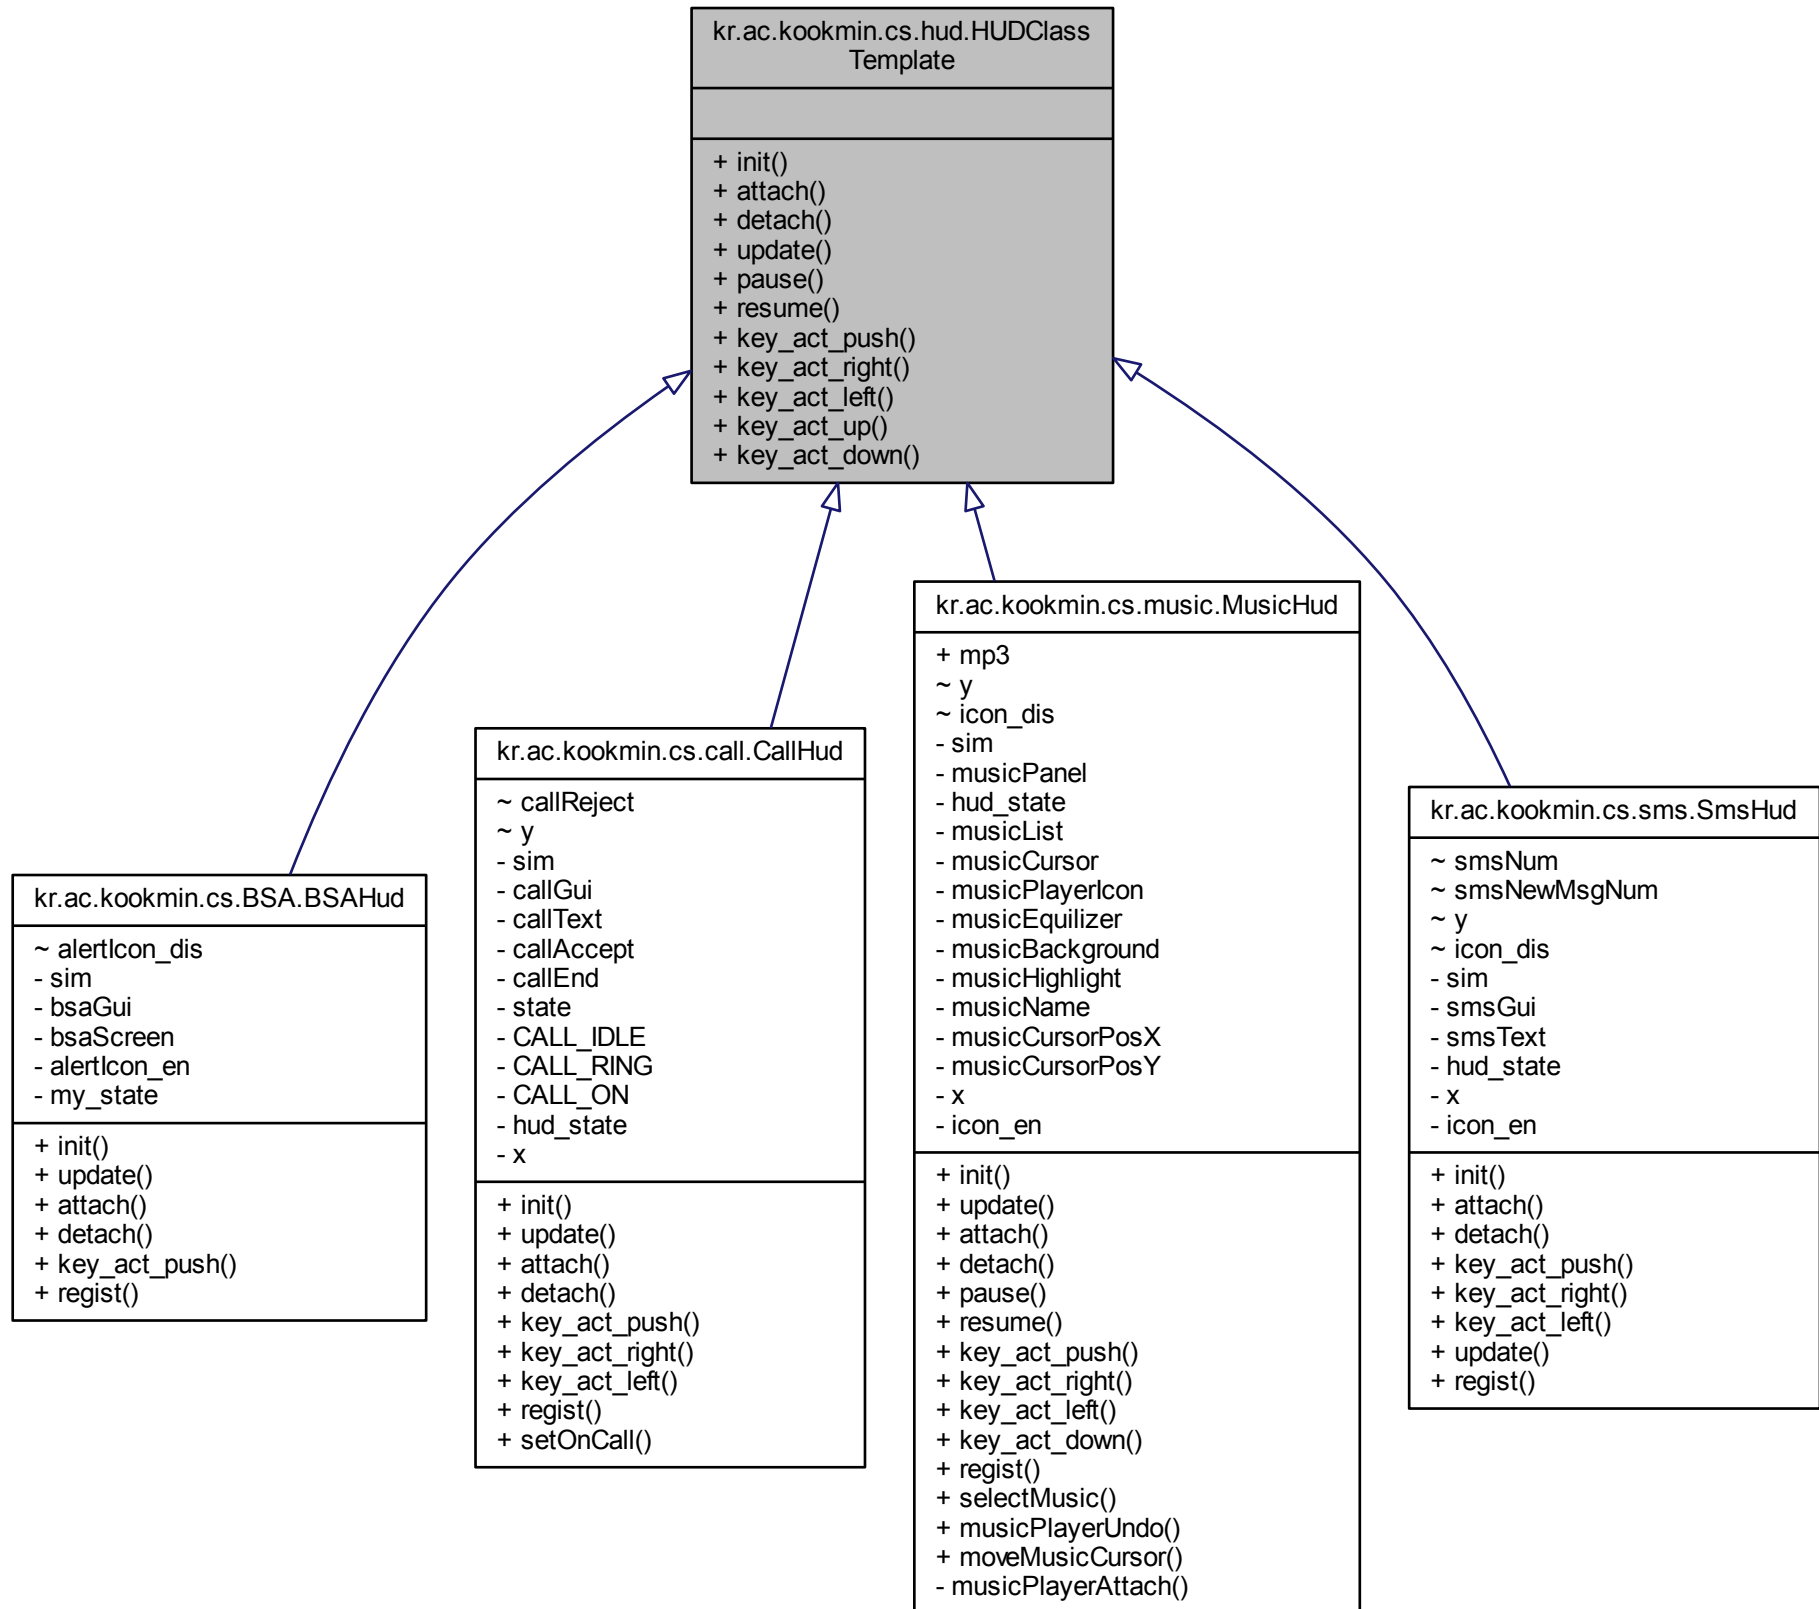 kr.ac.kookmin.cs.hud.HUDClass
Template
+ init()
+ attach()
+ detach()
+ update()
+ pause()
+ resume()
+ key_act_push()
+ key_act_right()
+ key_act_left()
+ key_act_up()
+ key_act_down()
kr.ac.kookmin.cs.BSA.BSAHud
~ alertIcon_dis
- sim
- bsaGui
- bsaScreen
- alertIcon_en
- my_state
+ init()
+ update()
+ attach()
+ detach()
+ key_act_push()
+ regist()
kr.ac.kookmin.cs.call.CallHud
~ callReject
~ y
- sim
- callGui
- callText
- callAccept
- callEnd
- state
- CALL_IDLE
- CALL_RING
- CALL_ON
- hud_state
- x
+ init()
+ update()
+ attach()
+ detach()
+ key_act_push()
+ key_act_right()
+ key_act_left()
+ regist()
+ setOnCall()
kr.ac.kookmin.cs.music.MusicHud
+ mp3
~ y
~ icon_dis
- sim
- musicPanel
- hud_state
- musicList
- musicCursor
- musicPlayerIcon
- musicEquilizer
- musicBackground
- musicHighlight
- musicName
- musicCursorPosX
- musicCursorPosY
- x
- icon_en
+ init()
+ update()
+ attach()
+ detach()
+ pause()
+ resume()
+ key_act_push()
+ key_act_right()
+ key_act_left()
+ key_act_down()
+ regist()
+ selectMusic()
+ musicPlayerUndo()
+ moveMusicCursor()
- musicPlayerAttach()
kr.ac.kookmin.cs.sms.SmsHud
~ smsNum
~ smsNewMsgNum
~ y
~ icon_dis
- sim
- smsGui
- smsText
- hud_state
- x
- icon_en
+ init()
+ attach()
+ detach()
+ key_act_push()
+ key_act_right()
+ key_act_left()
+ update()
+ regist()